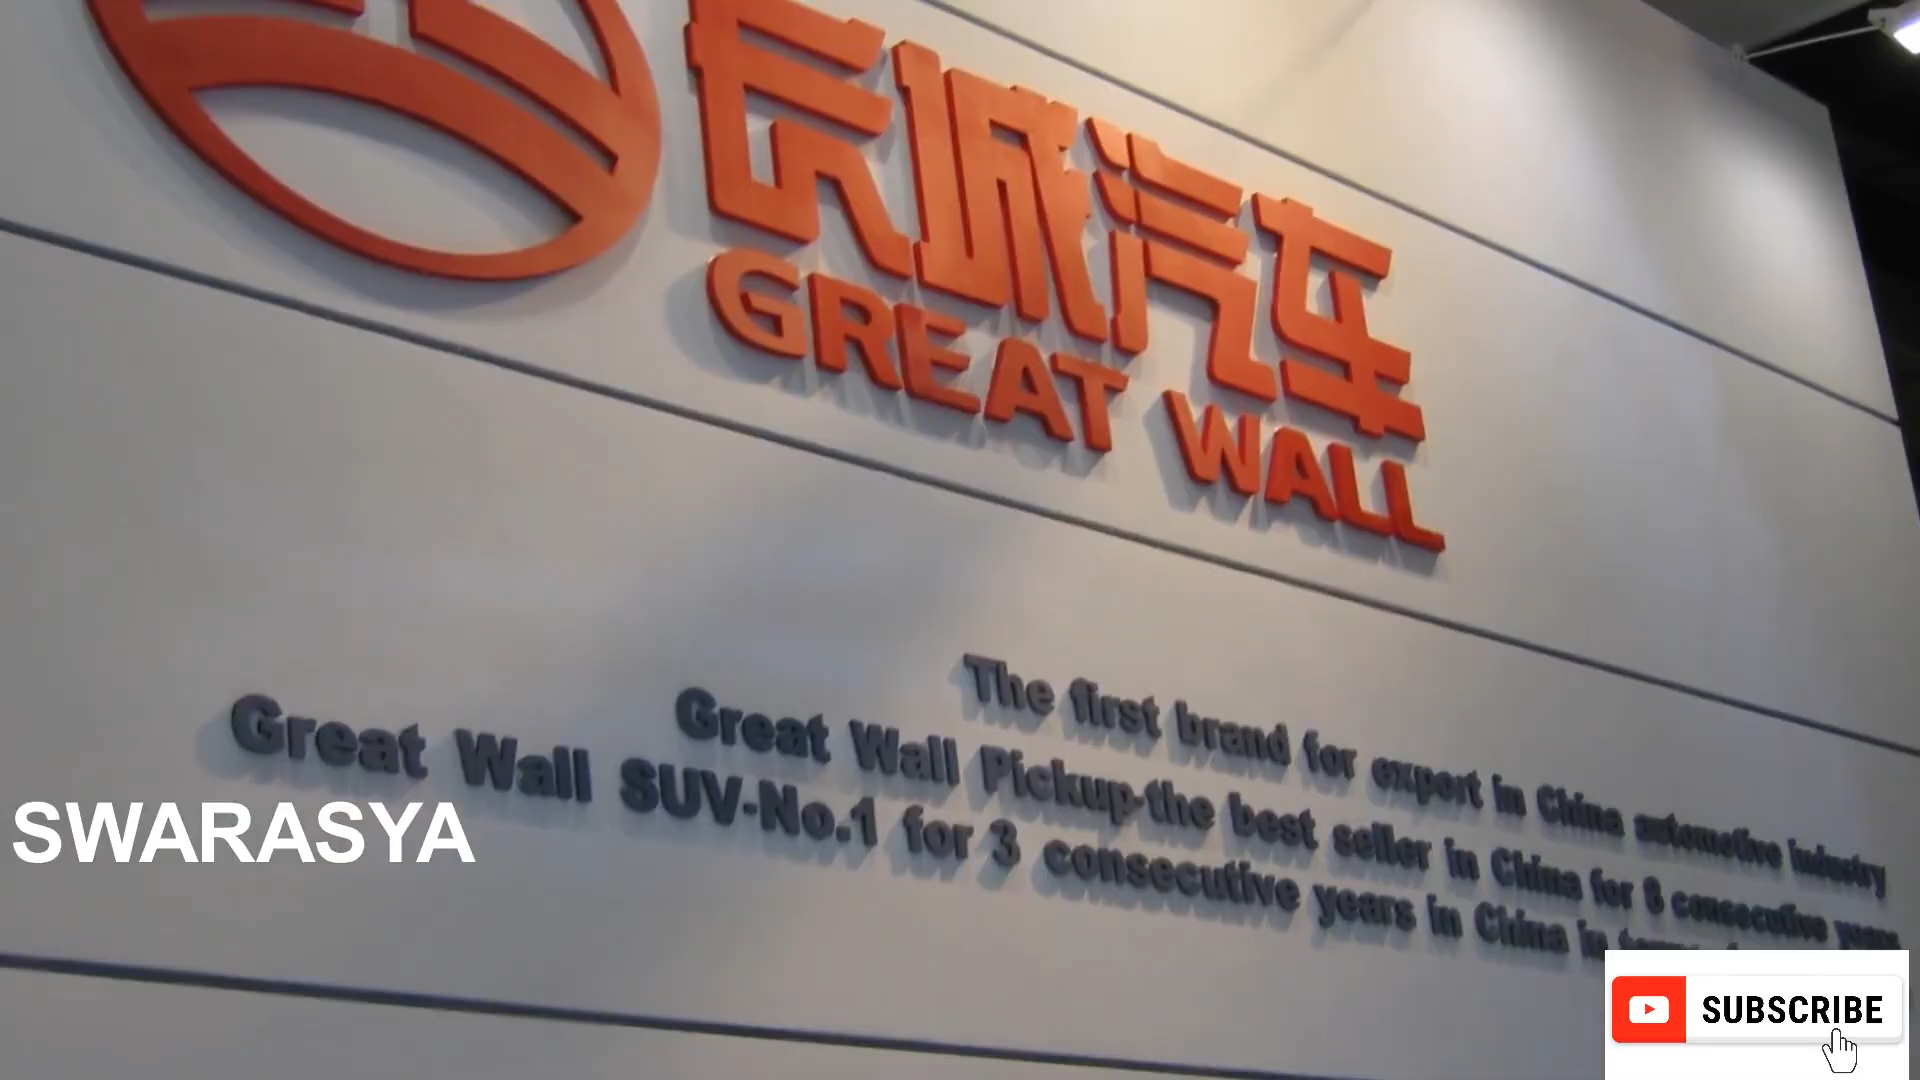 长城汽车
GREAT WALL
The first brand for export in China automotive industry
Great Wall Pickup-the best seller in China for 8 consecutive years
Great Wall SUV-No.1 for 3 consecutive years in China in
SWARASYA
SUBSCRIBE